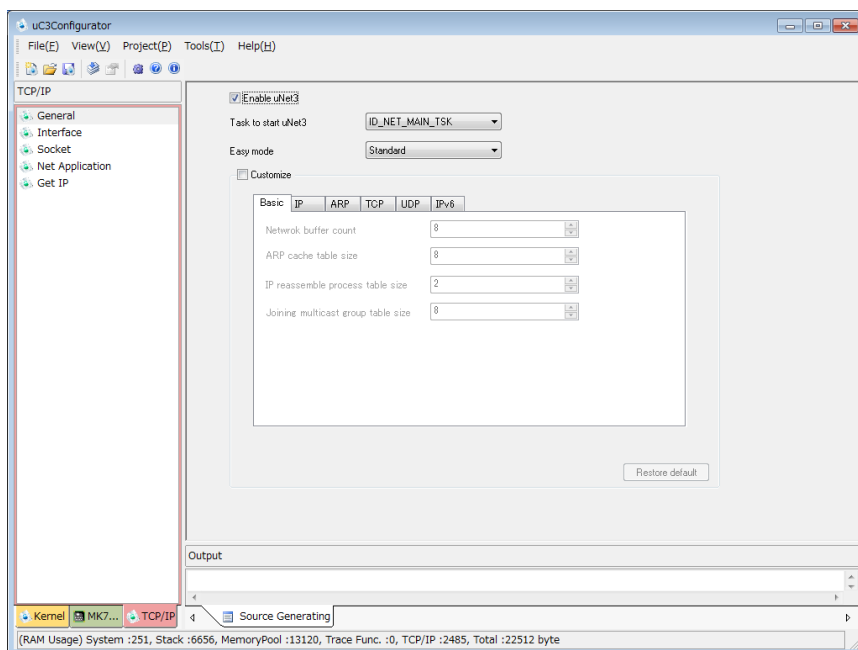 uC3Configurator
File(F) View(V) Project(P) Tools(T) Help(H)
TCP/IP
General
Interface
Socket
Net Application
Get IP
Enable uNet3
Task to start uNet3 ID_NET_MAIN_TSK
Easy mode Standard
Customize
Basic IP ARP TCP UDP IPv6
Netwrok buffer count 8
ARP cache table size 8
IP reassemble process table size 2
Joining multicast group table size 8
Restore default
Output
Kernel MK7... TCP/IP
Source Generating
(RAM Usage) System :251, Stack :6656, MemoryPool :13120, Trace Func. :0, TCP/IP :2485, Total :22512 byte